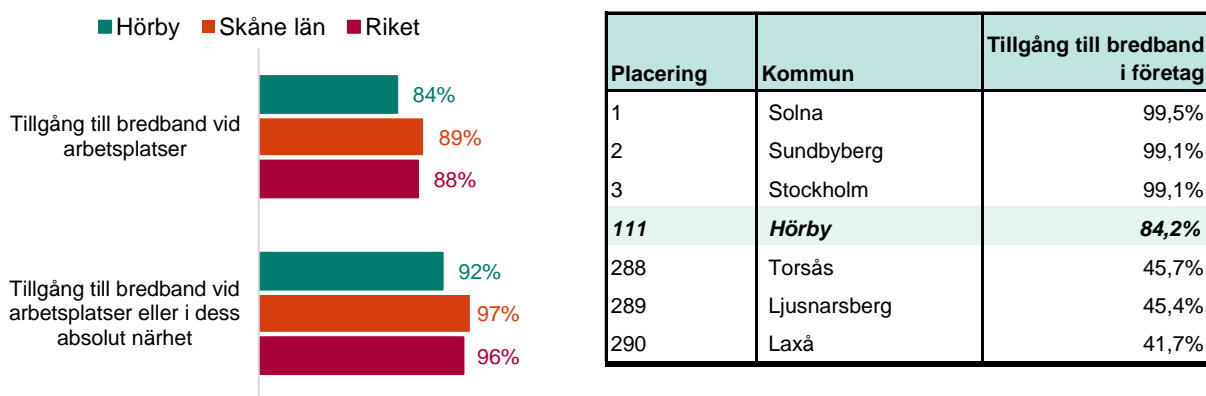 Hörby Skåne län Riket
Tillgång till bredband vid
arbetsplatser
84%
89%
88%
Tillgång till bredband vid
arbetsplatser eller i dess
absolut närhet
92%
97%
96%
Placering Kommun Tillgång till bredband
i företag
1 Solna 99,5%
2 Sundbyberg 99,1%
3 Stockholm 99,1%
111 Hörby 84,2%
288 Torsås 45,7%
289 Ljusnarsberg 45,4%
290 Laxå 41,7%